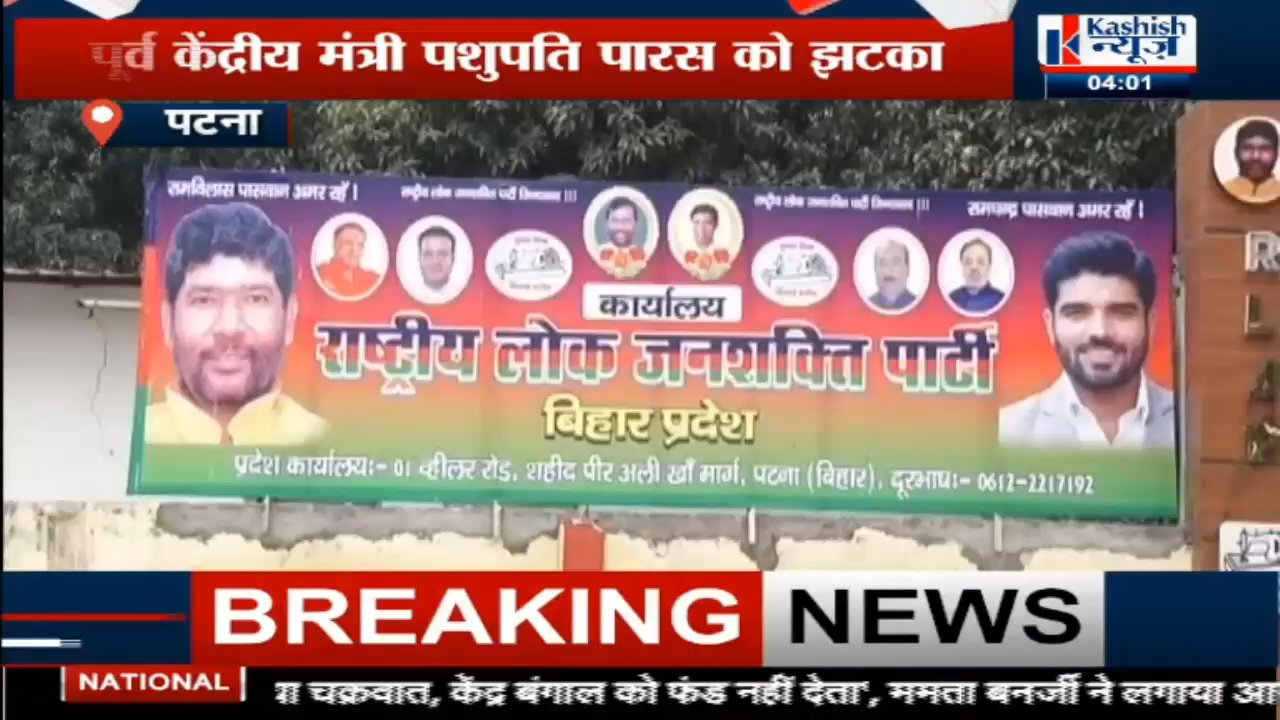 पूर्व केंद्रीय मंत्री पशुपति पारस को झटका
Kashish
न्यूज़
04:01
पटना
रामविलास पासवान अमर रहें !
राष्ट्रीय लोक जनशक्ति पार्टी जिन्दाबाद !!!
राष्ट्रीय लोक जनशक्ति पार्टी जिन्दाबाद !!!
रामचन्द्र पासवान अमर रहें !
कार्यालय
राष्ट्रीय लोक जनशक्ति पार्टी
बिहार प्रदेश
प्रदेश कार्यालय:- 01 व्हीलर रोड, शहीद पीर अली खाँ मार्ग, पटना (बिहार), दूरभाष:- 0612-2217192
R
L
BREAKING NEWS
NATIONAL
चक्रवात, केंद्र बंगाल को फंड नहीं देता', ममता बनर्जी ने लगाया